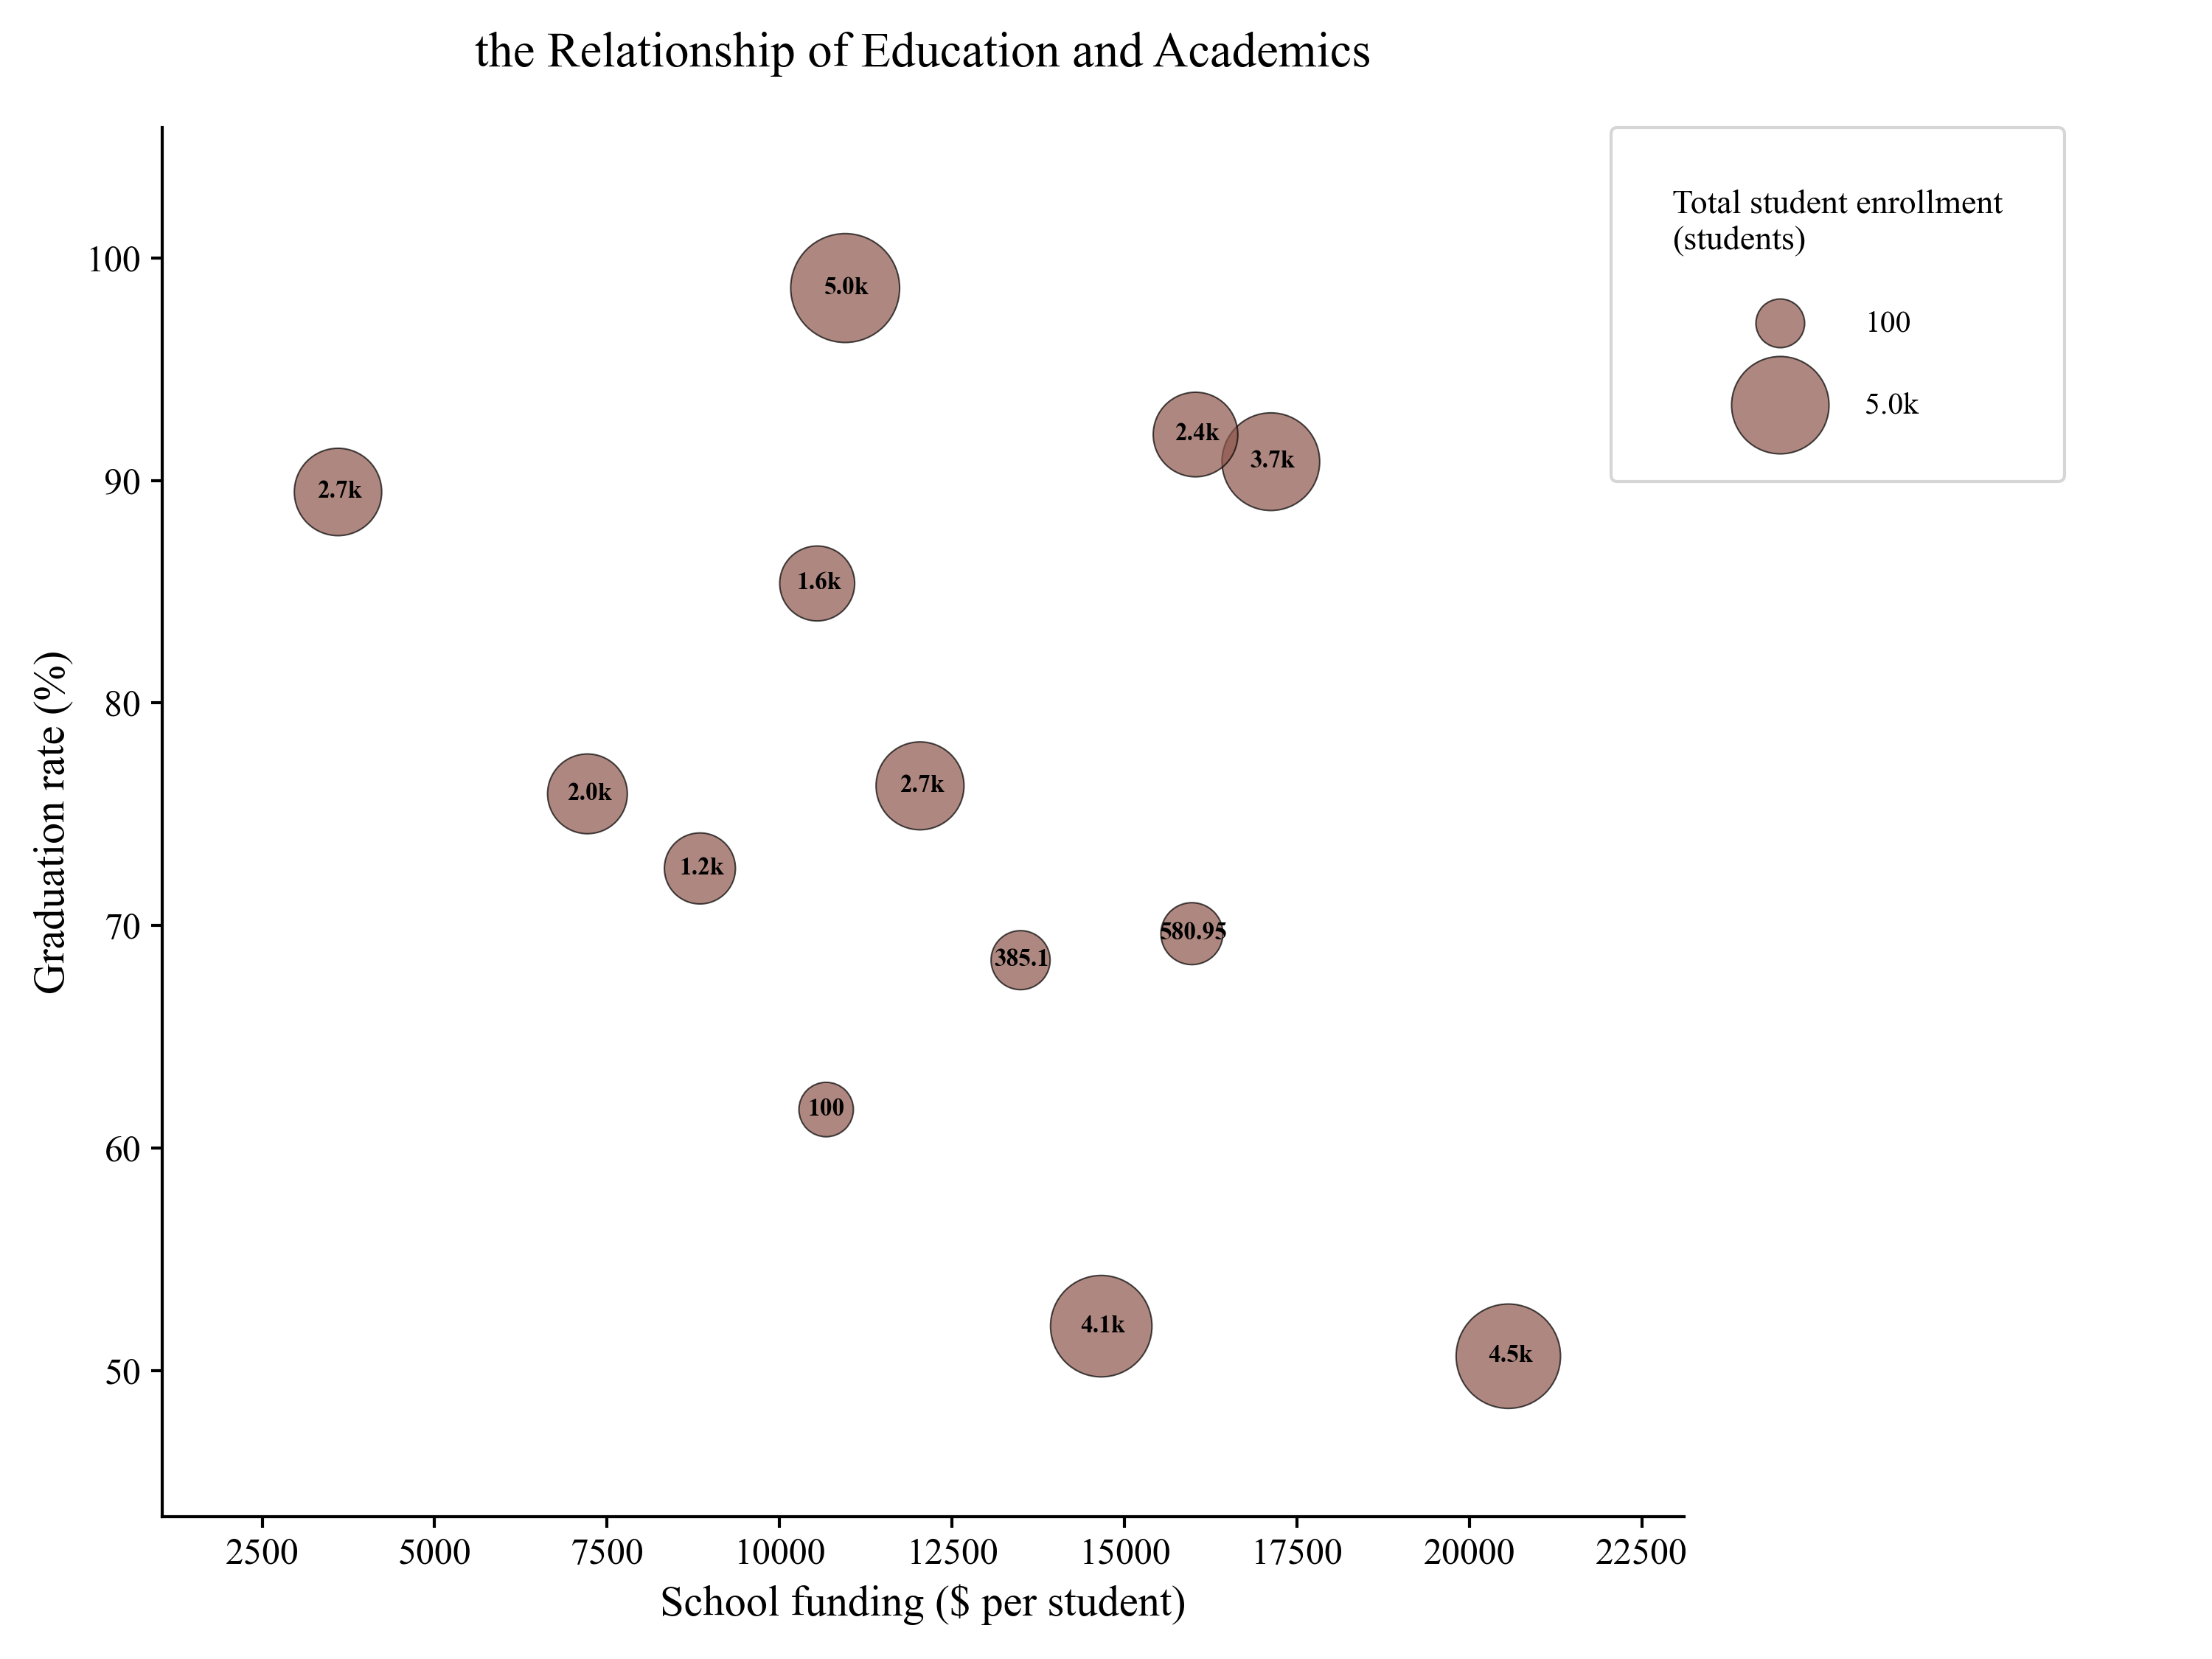 the Relationship of Education and Academics
Total student enrollment
(students)
100
5.0k
Graduation rate (%)
100
90
80
70
60
50
5.0k
2.4k
3.7k
2.7k
1.6k
2.7k
2.0k
1.2k
580.95
385.1
100
4.1k
4.5k
2500
5000
7500
10000
12500
15000
17500
20000
22500
School funding ($ per student)